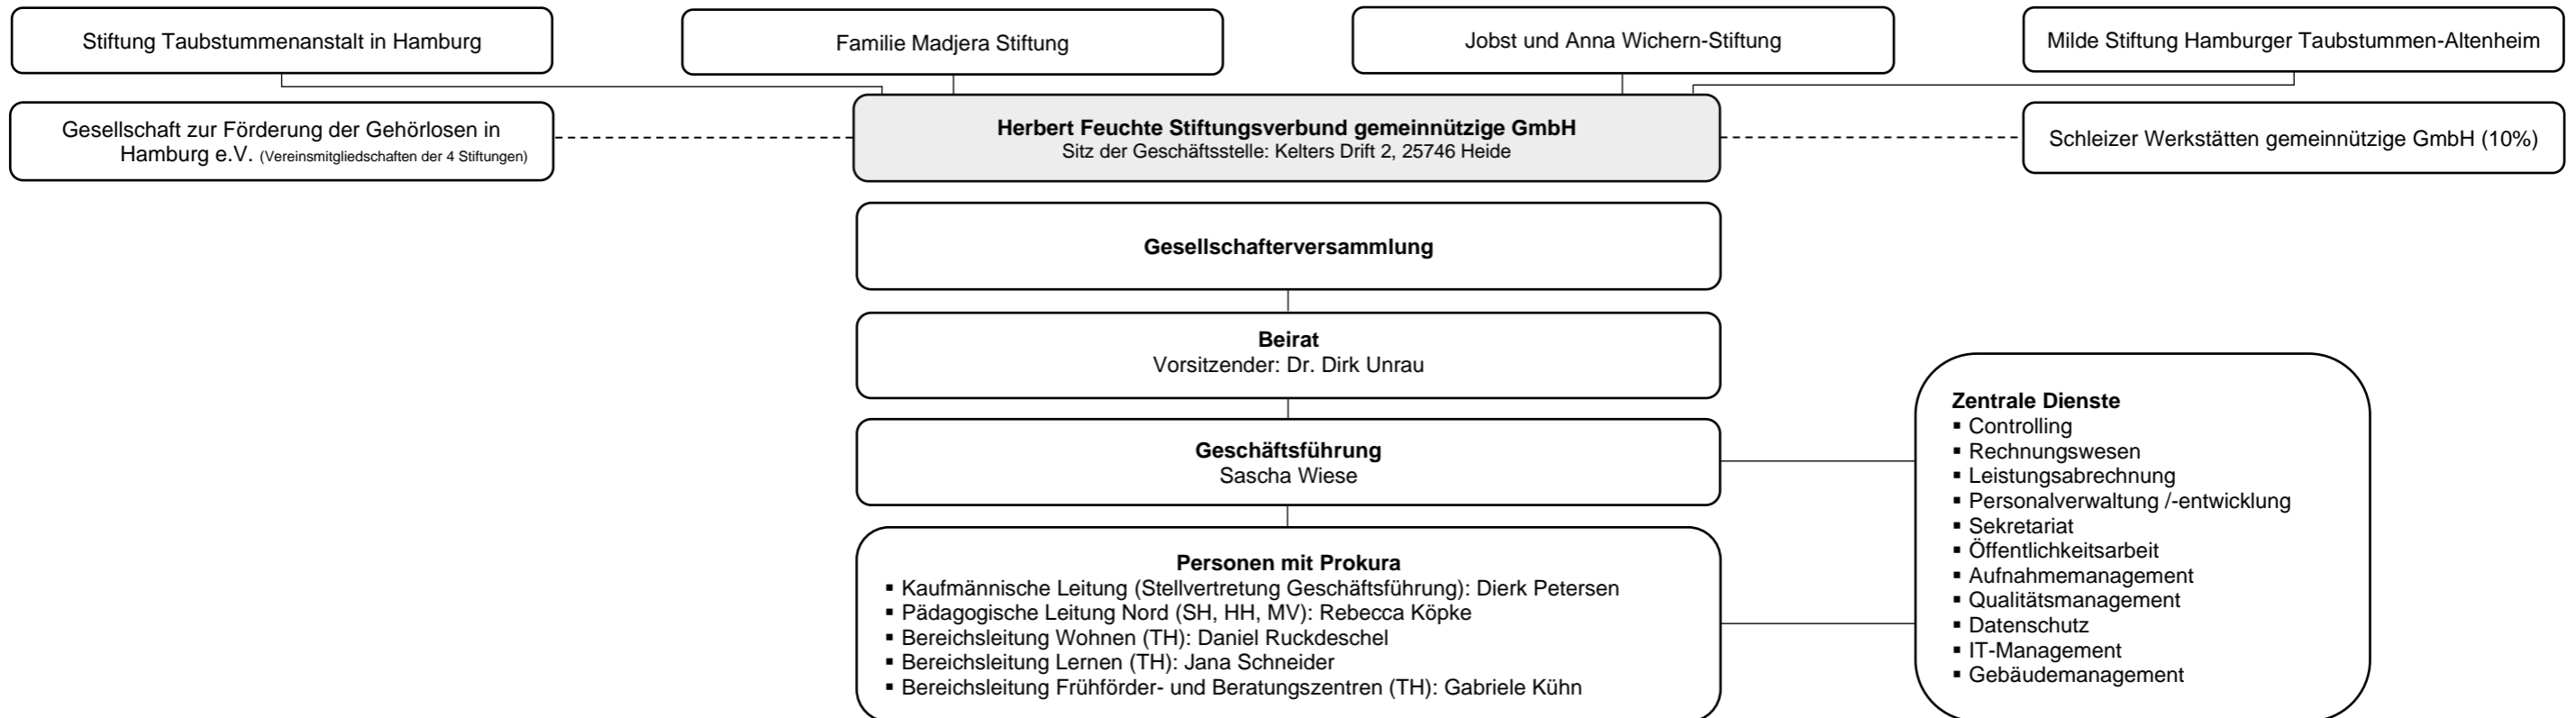 Stiftung Taubstummenanstalt in Hamburg
Familie Madjera Stiftung
Jobst und Anna Wichern-Stiftung
Milde Stiftung Hamburger Taubstummen-Altenheim
Gesellschaft zur Förderung der Gehörlosen in
Hamburg e.V. (Vereinsmitgliedschaften der 4 Stiftungen)
Herbert Feuchte Stiftungsverbund gemeinnützige GmbH
Sitz der Geschäftsstelle: Kelters Drift 2, 25746 Heide
Schleizer Werkstätten gemeinnützige GmbH (10%)
Gesellschafterversammlung
Beirat
Vorsitzender: Dr. Dirk Unrau
Geschäftsführung
Sascha Wiese
Personen mit Prokura
▪ Kaufmännische Leitung (Stellvertretung Geschäftsführung): Dierk Petersen
▪ Pädagogische Leitung Nord (SH, HH, MV): Rebecca Köpke
▪ Bereichsleitung Wohnen (TH): Daniel Ruckdeschel
▪ Bereichsleitung Lernen (TH): Jana Schneider
▪ Bereichsleitung Frühförder- und Beratungszentren (TH): Gabriele Kühn
Zentrale Dienste
▪ Controlling
▪ Rechnungswesen
▪ Leistungsabrechnung
▪ Personalverwaltung /-entwicklung
▪ Sekretariat
▪ Öffentlichkeitsarbeit
▪ Aufnahmemanagement
▪ Qualitätsmanagement
▪ Datenschutz
▪ IT-Management
▪ Gebäudemanagement